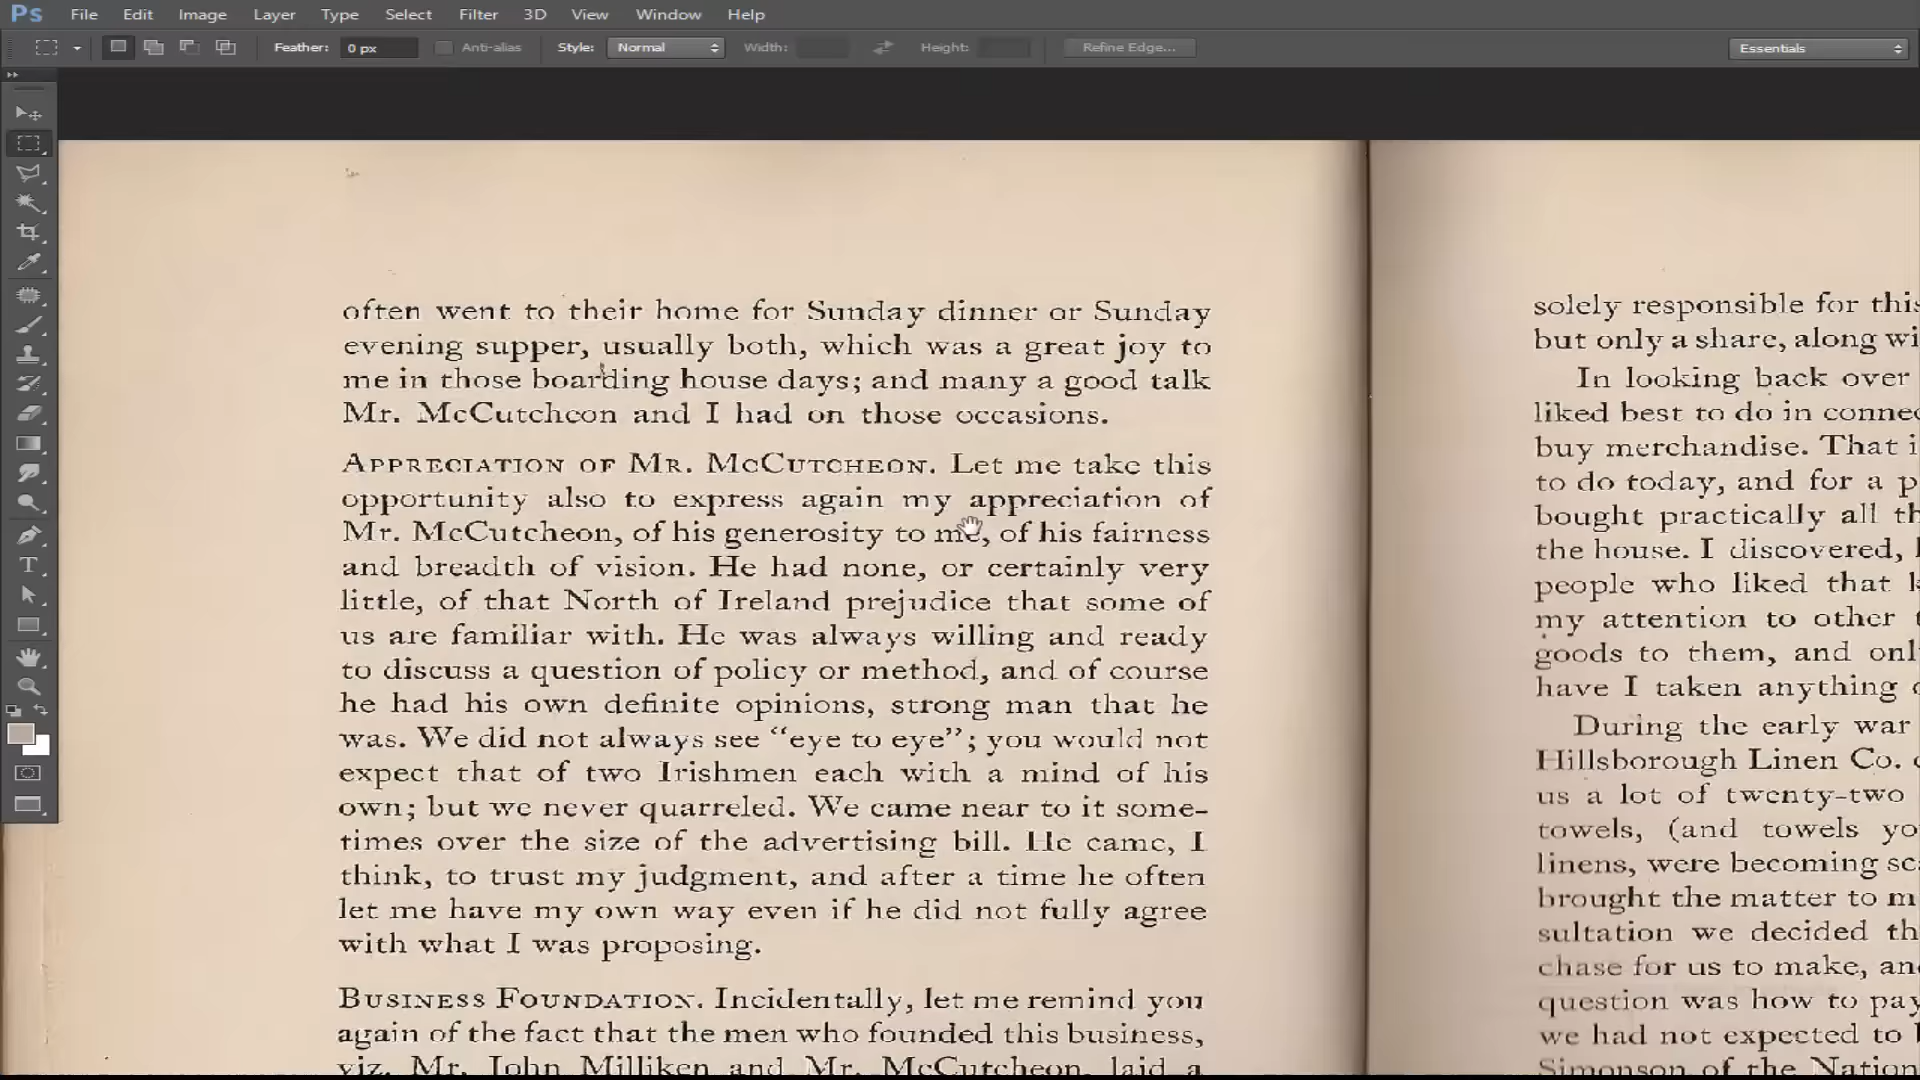 Ps File Edit Image Layer Type Select Filter 3D View Window Help
Feather: 0 px Anti-alias Style: Normal Width: Height: Refine Edge... Essentials
often went to their home for Sunday dinner or Sunday
evening supper, usually both, which was a great joy to
me in those boarding house days; and many a good talk
Mr. McCutcheon and I had on those occasions.
APPRECIATION OF MR. MCCUTCHEON. Let me take this
opportunity also to express again my appreciation of
Mr. McCutcheon, of his generosity to me, of his fairness
and breadth of vision. He had none, or certainly very
little, of that North of Ireland prejudice that some of
us are familiar with. He was always willing and ready
to discuss a question of policy or method, and of course
he had his own definite opinions, strong man that he
was. We did not always see “eye to eye”; you would not
expect that of two Irishmen each with a mind of his
own; but we never quarreled. We came near to it some-
times over the size of the advertising bill. He came, I
think, to trust my judgment, and after a time he often
let me have my own way even if he did not fully agree
with what I was proposing.
BUSINESS FOUNDATION. Incidentally, let me remind you
again of the fact that the men who founded this business,
viz. Mr. John Milliken and Mr. McCutcheon, laid a
solely responsible for this
but only a share, along
In looking back over
liked best to do in
buy merchandise. That
to do today, and for a
bought practically all
the house. I discovered,
people who liked that
my attention to other
goods to them, and
have I taken anything
During the early war
Hillsborough Linen Co.
us a lot of twenty-two
towels, (and towels
linens, were becoming
brought the matter to
sultation we decided
chase for us to make,
question was how to pay
we had not expected to
Simonson of the